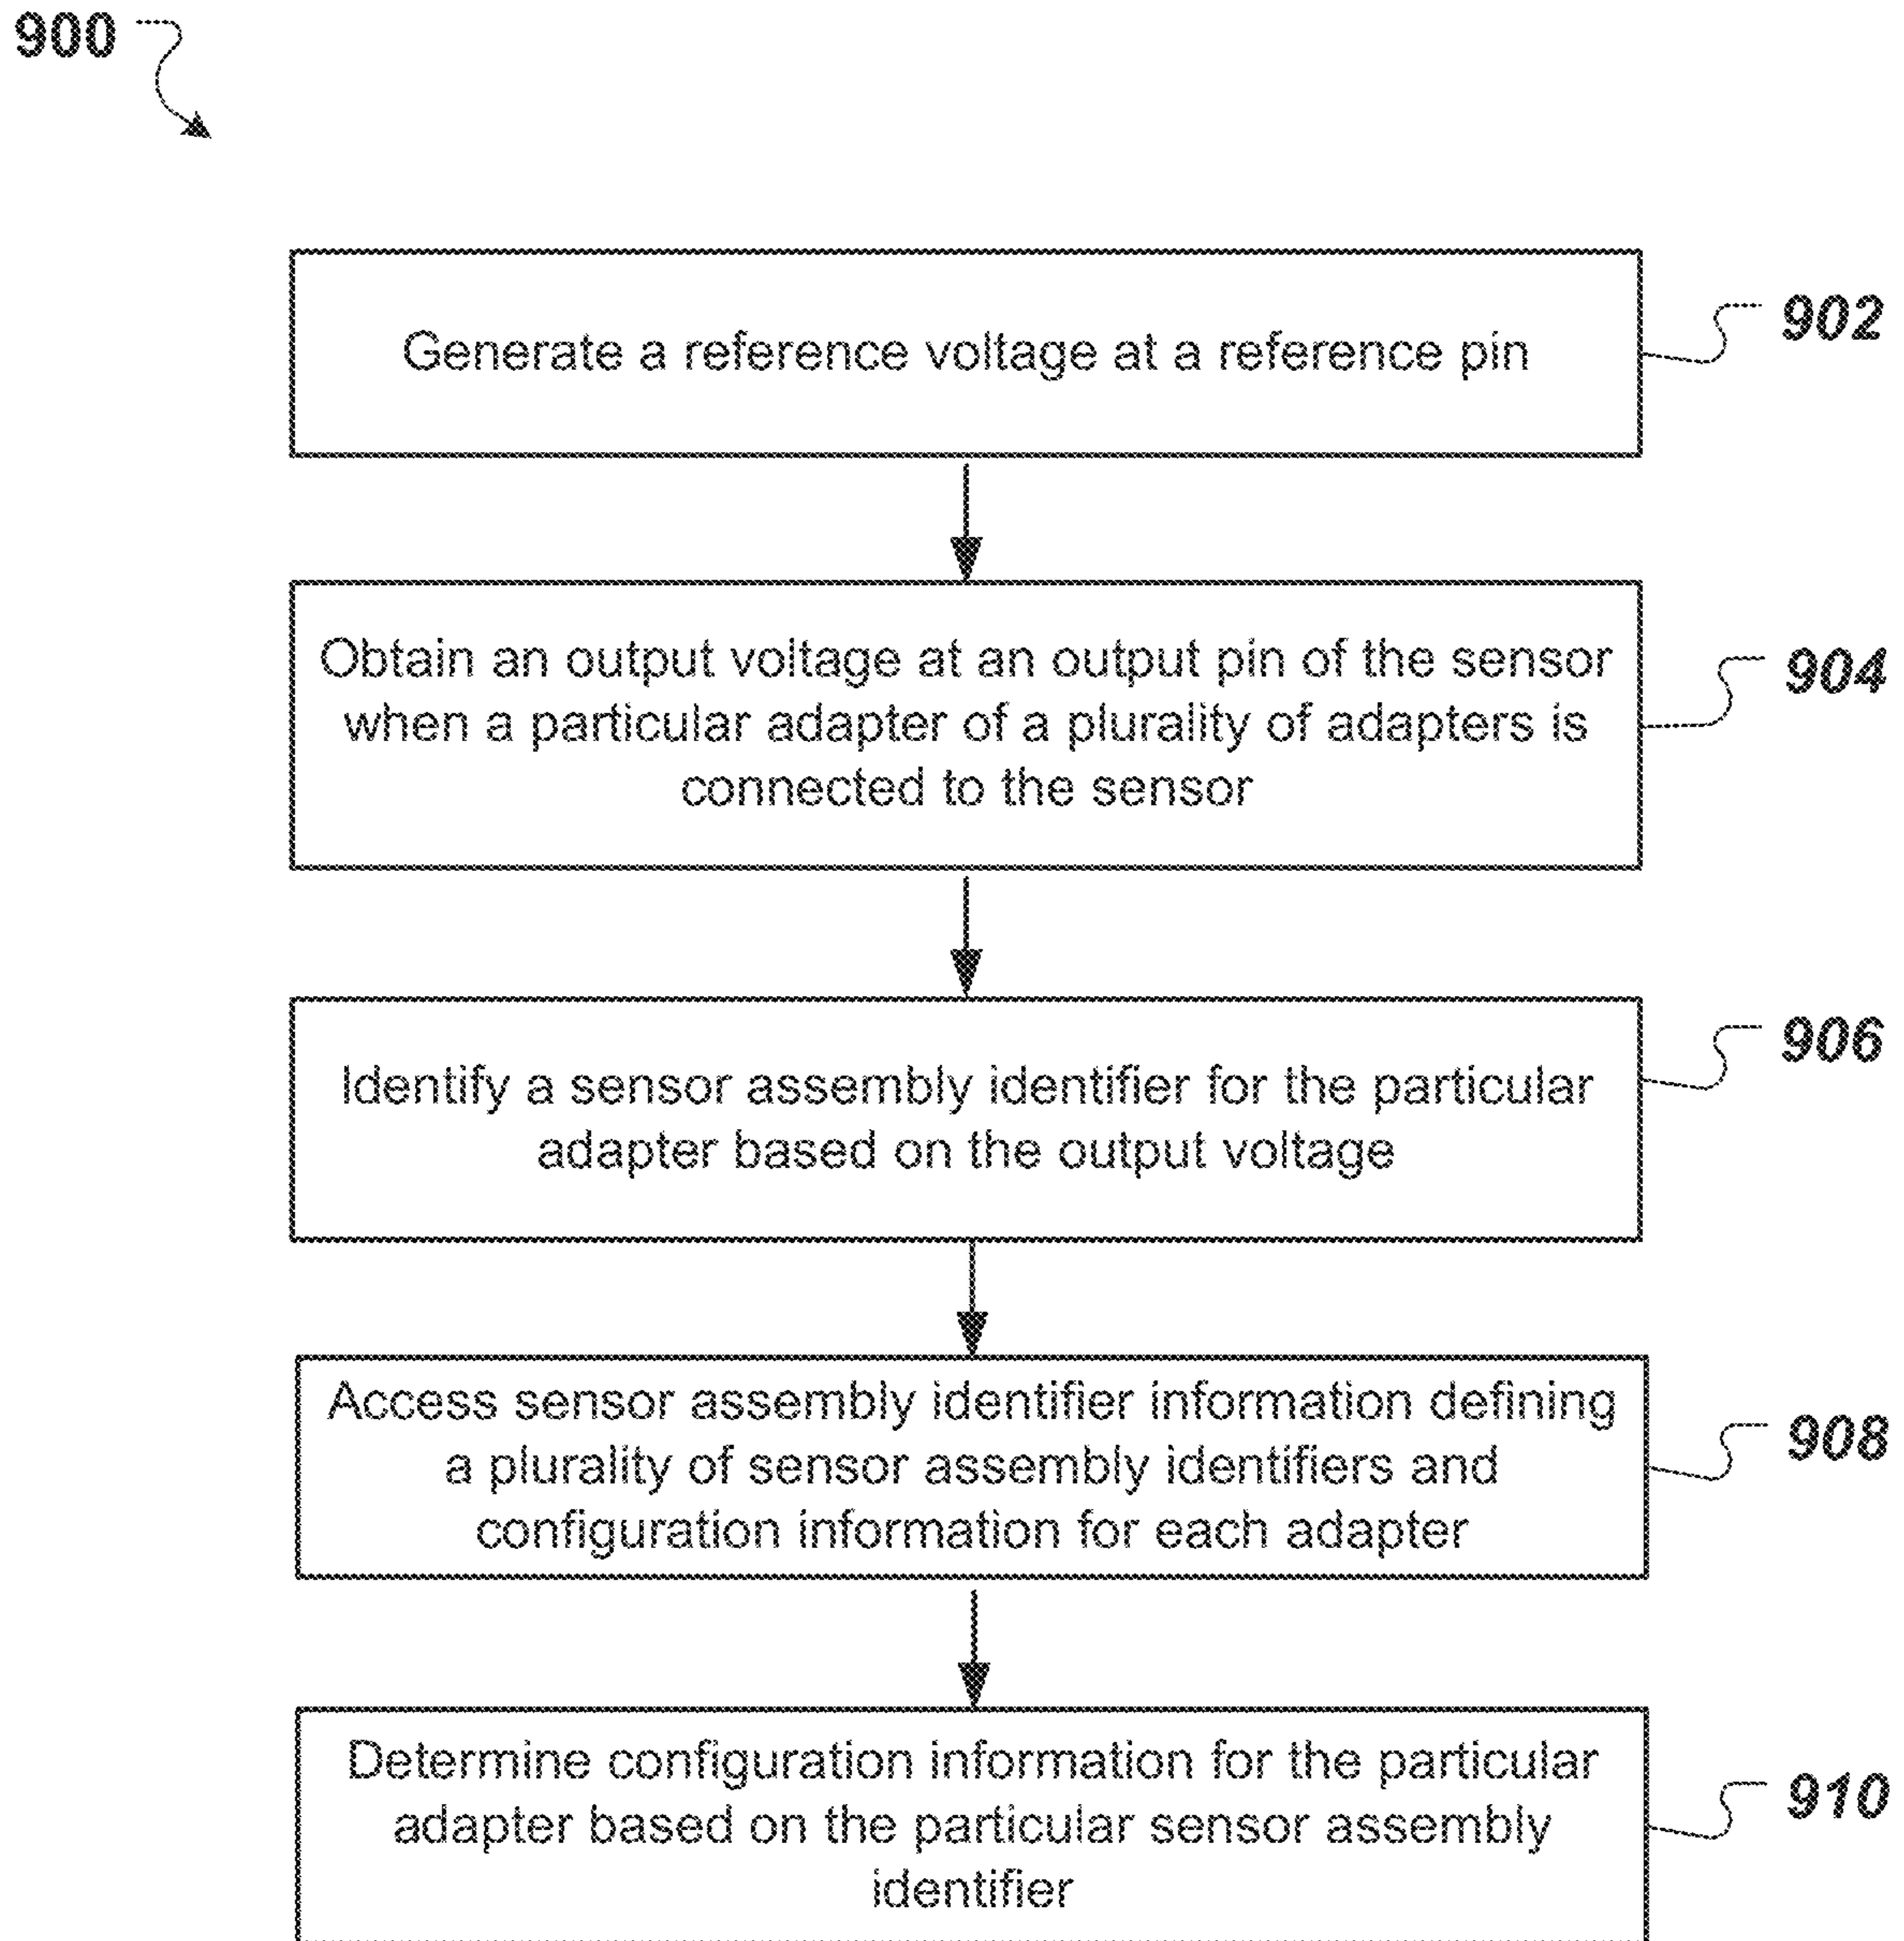 900
Generate a reference voltage at a reference pin
902
Obtain an output voltage at an output pin of the sensor
when a particular adapter of a plurality of adapters is
connected to the sensor
904
Identify a sensor assembly identifier for the particular
adapter based on the output voltage
906
Access sensor assembly identifier information defining
a plurality of sensor assembly identifiers and
configuration information for each adapter
908
Determine configuration information for the particular
adapter based on the particular sensor assembly
identifier
910